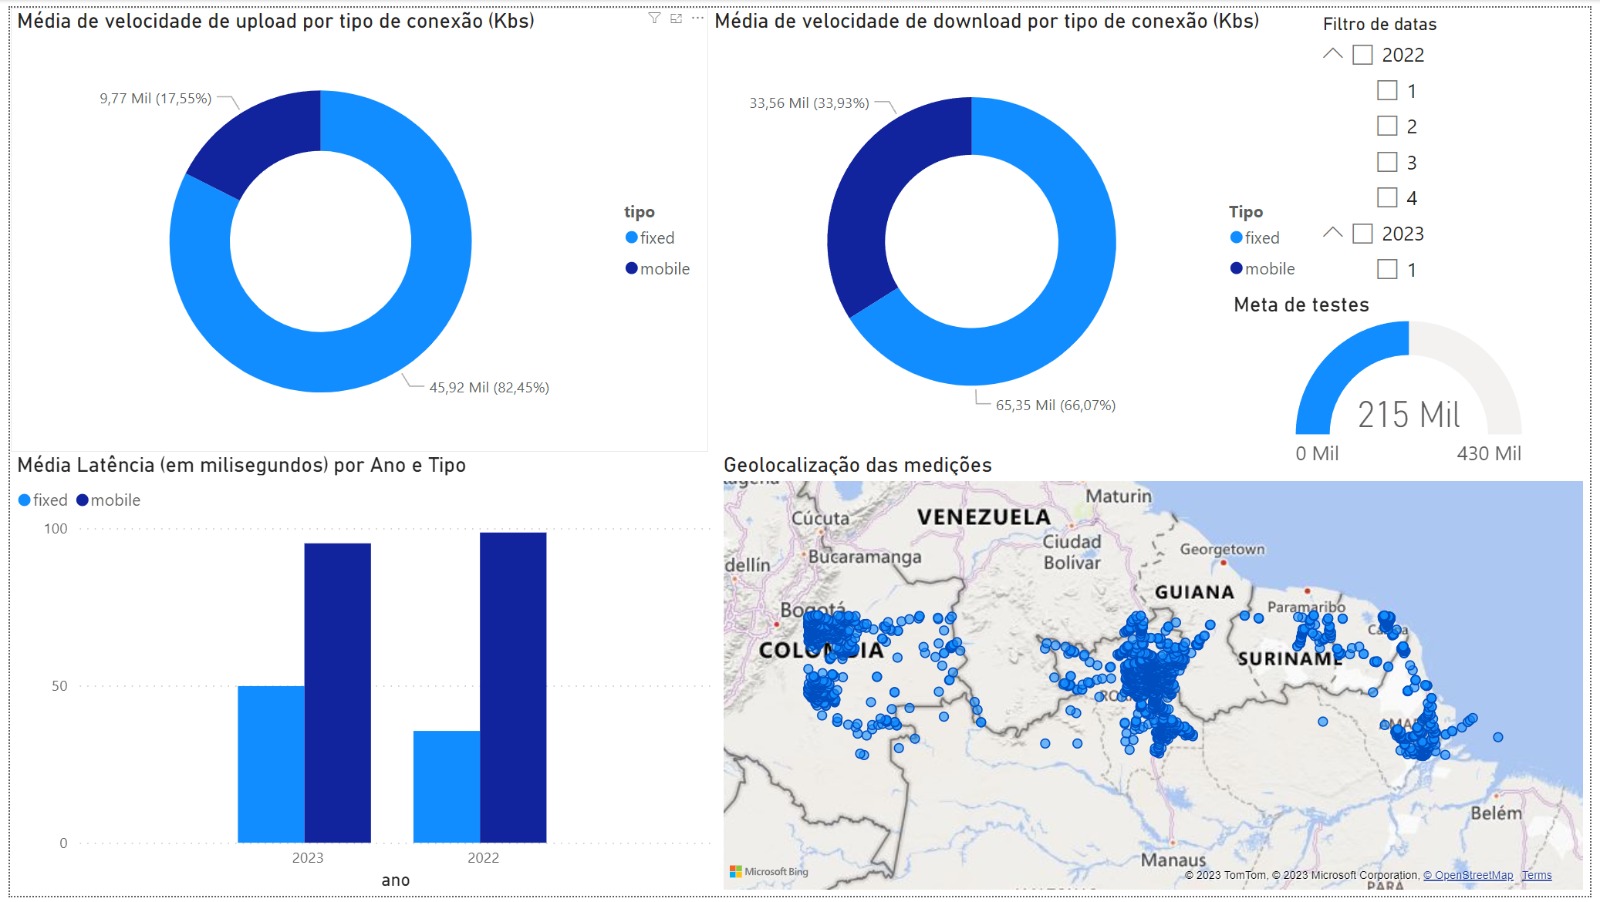 Média de velocidade de upload por tipo de conexão (Kbs)
9,77 Mil (17,55%)
45,92 Mil (82,45%)
tipo
fixed
mobile
Média de velocidade de download por tipo de conexão (Kbs)
33,56 Mil (33,93%)
65,35 Mil (66,07%)
Tipo
fixed
mobile
Filtro de datas
2022
1
2
3
4
2023
1
Meta de testes
215 Mil
0 Mil
430 Mil
Média Latência (em milisegundos) por Ano e Tipo
fixed mobile
100
50
0
2023
2022
ano
Geolocalização das medições
Maturin
Cúcuta
VENEZUELA
Ciudad
Bolívar
Bucaramanga
dellín
Georgetown
GUIANA
Bogotá
Paramaribo
COLOMBIA
SURINAME
Belém
Manaus
PARÁ
Microsoft Bing
© 2023 TomTom, © 2023 Microsoft Corporation, © OpenStreetMap Terms